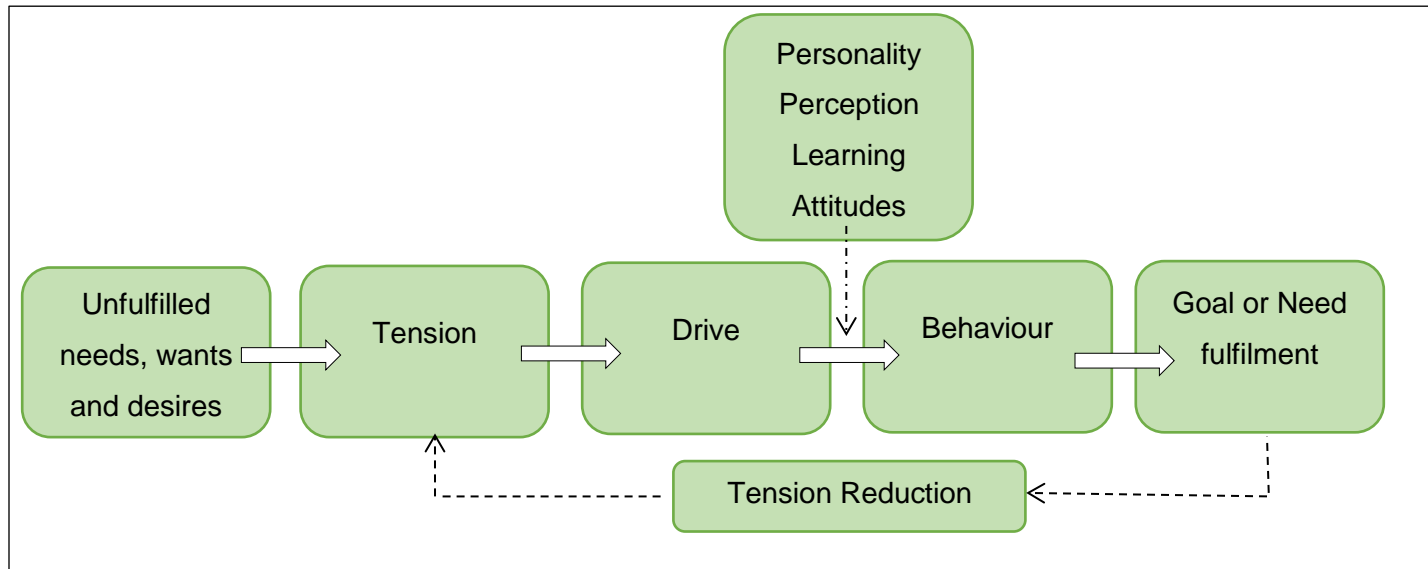 Personality
Perception
Learning
Attitudes
Unfulfilled
needs, wants
and desires
Tension
Drive
Behaviour
Goal or Need
fulfilment
Tension Reduction